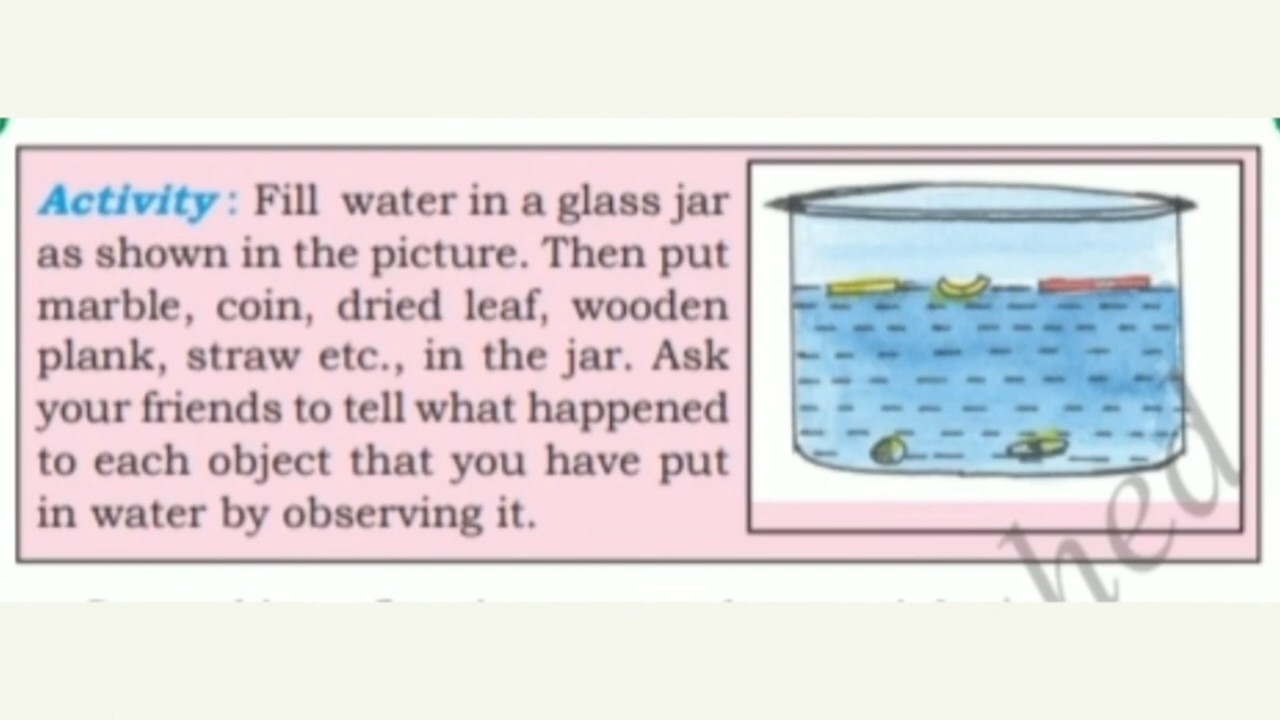 Activity : Fill water in a glass jar
as shown in the picture. Then put
marble, coin, dried leaf, wooden
plank, straw etc., in the jar. Ask
your friends to tell what happened
to each object that you have put
in water by observing it.
hed